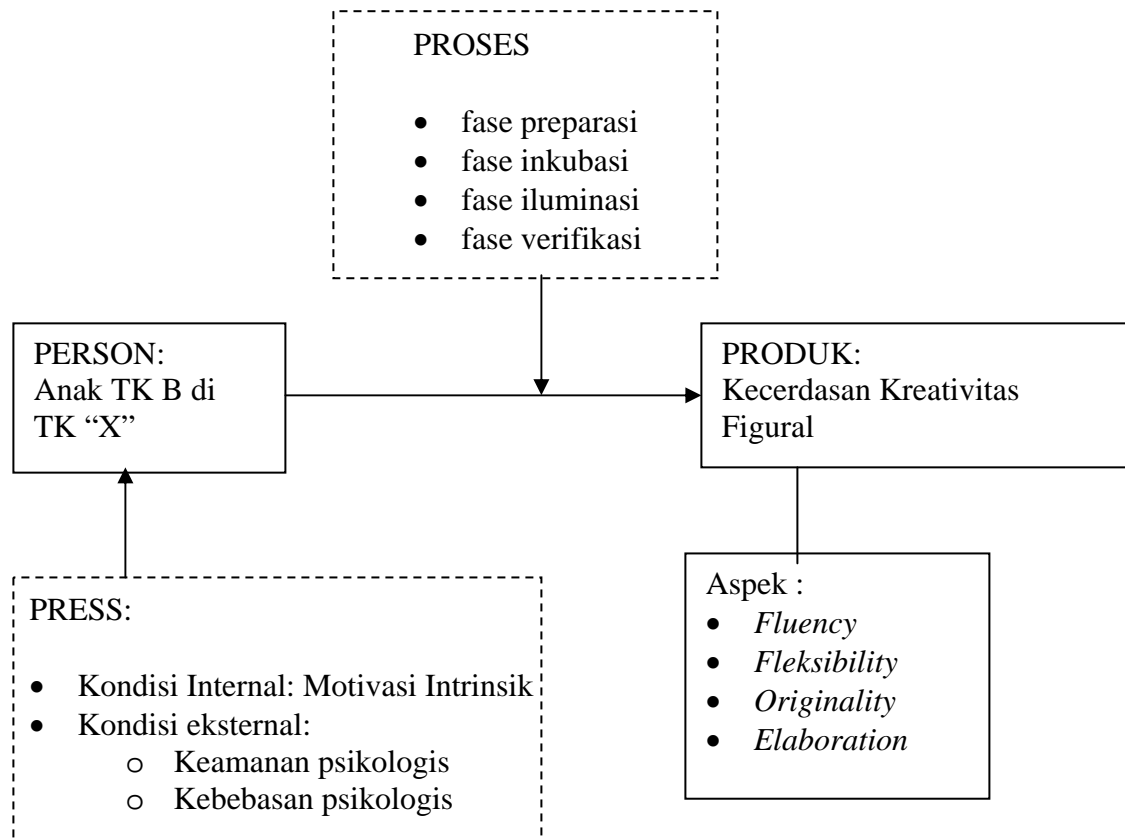 PROSES
• fase preparasi
• fase inkubasi
• fase iluminasi
• fase verifikasi
PERSON:
Anak TK B di
TK “X”
PRODUK:
Kecerdasan Kreativitas
Figural
PRESS:
• Kondisi Internal: Motivasi Intrinsik
• Kondisi eksternal:
o Keamanan psikologis
o Kebebasan psikologis
Aspek :
• Fluency
• Fleksibility
• Originality
• Elaboration